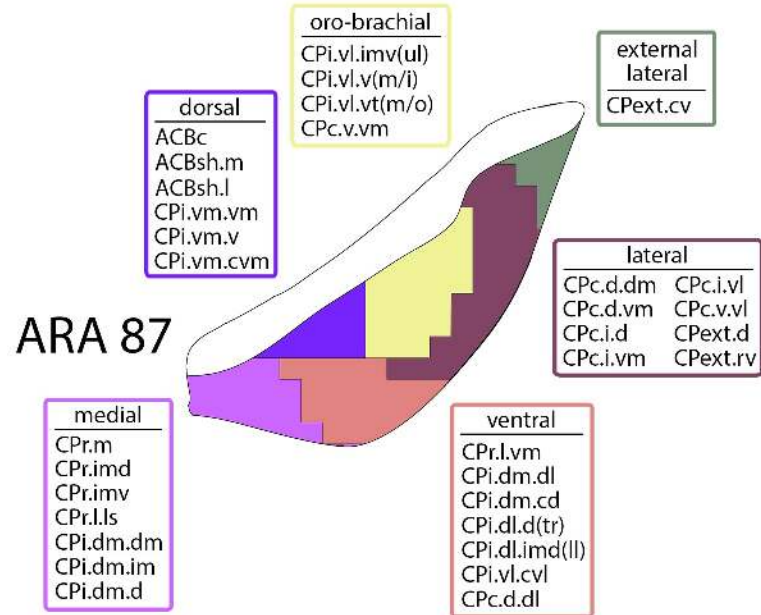 oro-brachial
CPi.vl.imv(ul)
CPi.vl.v(m/i)
CPi.vl.vt(m/o)
CPc.v.vm
external
lateral
CPext.cv
dorsal
ACBc
ACBsh.m
ACBsh.l
CPi.vm.vm
CPi.vm.v
CPi.vm.cvm
lateral
CPc.d.dm CPc.i.vl
CPc.d.vm CPc.v.vl
CPc.i.d CPext.d
CPc.i.vm CPext.rv
ARA 87
medial
CPr.m
CPr.imd
CPr.imv
CPr.l.ls
CPi.dm.dm
CPi.dm.im
CPi.dm.d
ventral
CPr.l.vm
CPi.dm.dl
CPi.dm.cd
CPi.dl.d(tr)
CPi.dl.imd(ll)
CPi.vl.cvl
CPc.d.dl